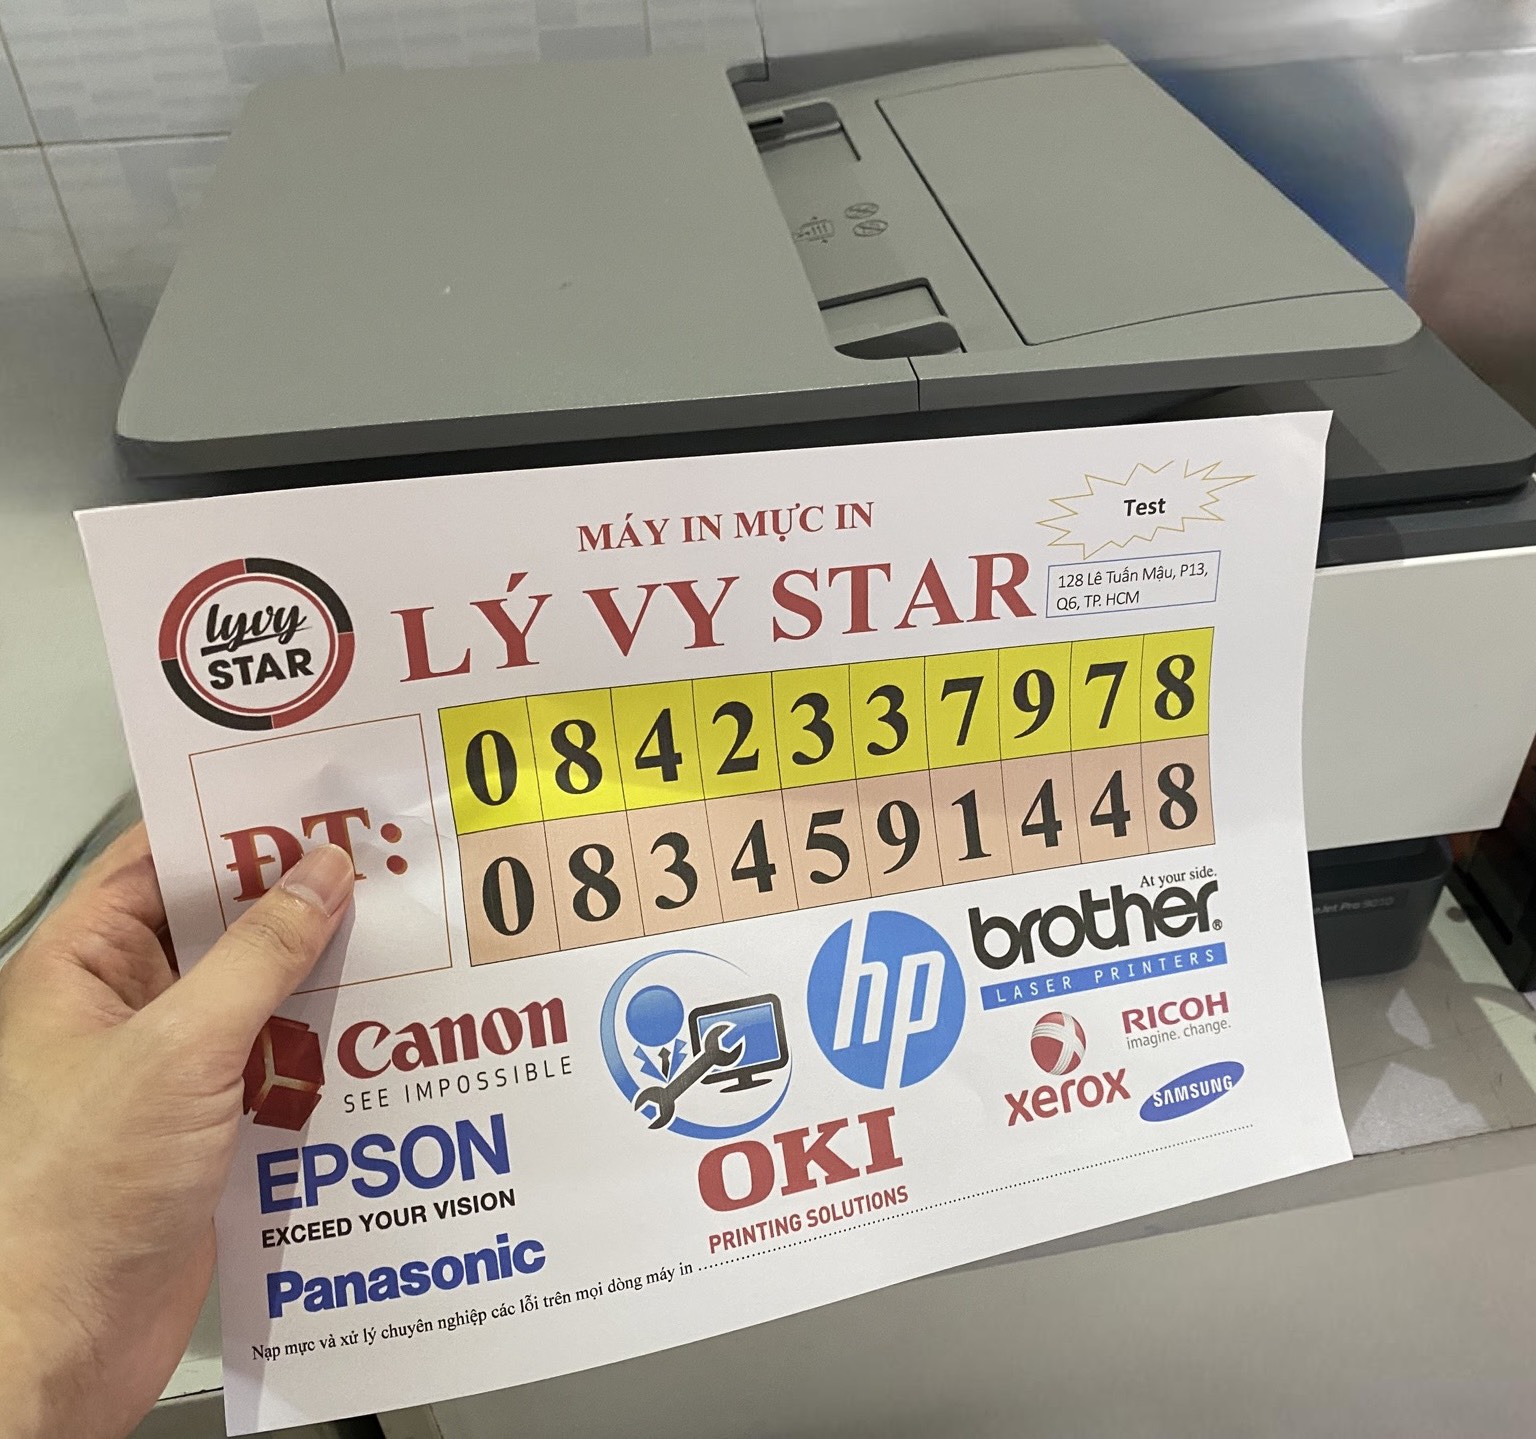 MÁY IN MỰC IN
Test
LÝ VY STAR
128 Lê Tuấn Mậu, P13,
Q6, TP. HCM
lyvy
STAR
ĐT:
0842337978
0834591448
Canon
SEE IMPOSSIBLE
hp
At your side.
brother®
LASER PRINTERS
RICOH
imagine. change.
xerox
SAMSUNG
EPSON
EXCEED YOUR VISION
OKI
PRINTING SOLUTIONS
Panasonic
Nạp mực và xử lý chuyên nghiệp các lỗi trên mọi dòng máy in ..........................................................................
Jet Pro 9010